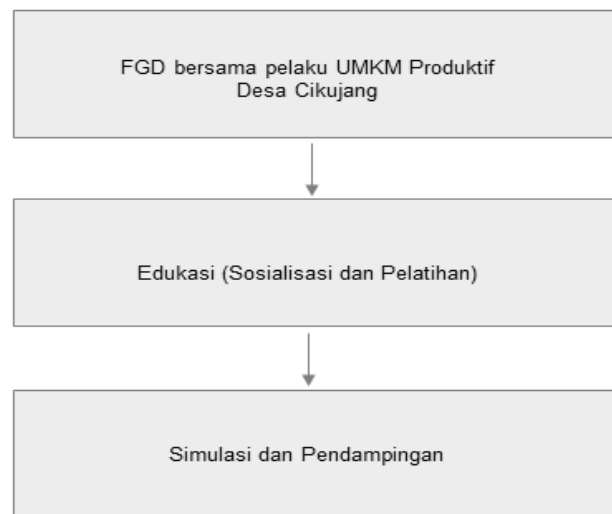 FGD bersama pelaku UMKM Produktif
Desa Cikujang
Edukasi (Sosialisasi dan Pelatihan)
Simulasi dan Pendampingan